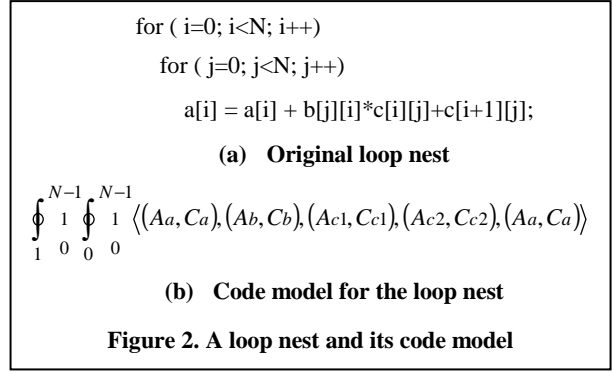 for ( i=0; i<N; i++)
for ( j=0; j<N; j++)
a[i] = a[i] + b[j][i]*c[i][j]+c[i+1][j];
(a) Original loop nest
N−1 N−1
∮ 1 ∮ 1 ⟨(Aa, Ca), (Ab, Cb), (Ac1, Cc1), (Ac2, Cc2), (Aa, Ca)⟩
1 0 0 0
(b) Code model for the loop nest
Figure 2. A loop nest and its code model